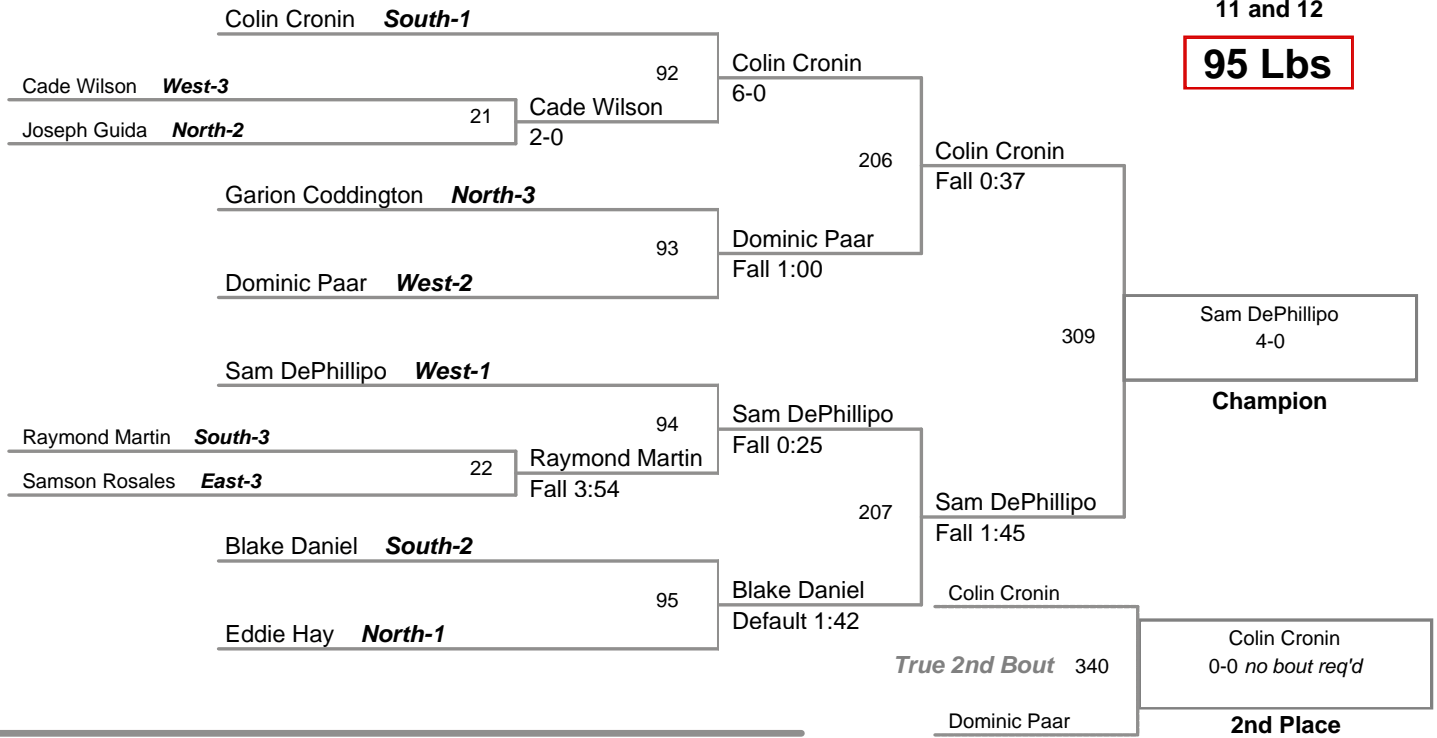 11 and 12
95 Lbs
Colin Cronin South-1
92
Colin Cronin
6-0
Cade Wilson West-3
21
Cade Wilson
2-0
Joseph Guida North-2
206
Colin Cronin
Fall 0:37
Garion Coddington North-3
93
Dominic Paar
Fall 1:00
Dominic Paar West-2
309
Sam DePhillipo
4-0
Champion
Sam DePhillipo West-1
94
Sam DePhillipo
Fall 0:25
Raymond Martin South-3
22
Raymond Martin
Fall 3:54
Samson Rosales East-3
207
Sam DePhillipo
Fall 1:45
Blake Daniel South-2
95
Blake Daniel
Default 1:42
Eddie Hay North-1
Colin Cronin
True 2nd Bout 340
Colin Cronin
0-0 no bout req'd
Dominic Paar
2nd Place